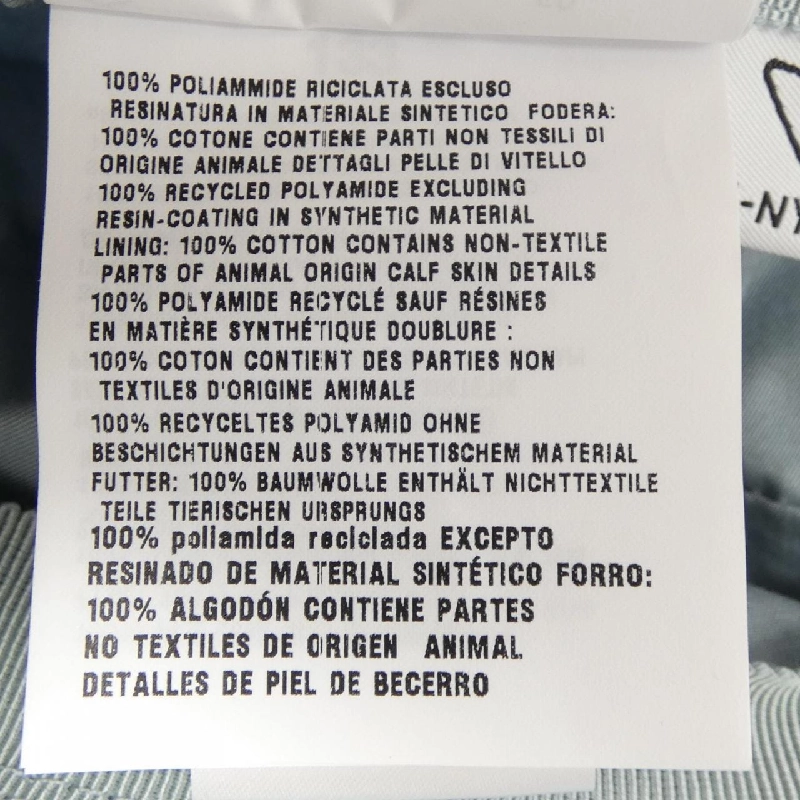 100% POLIAMMIDE RICICLATA ESCLUSO
RESINATURA IN MATERIALE SINTETICO FODERA:
100% COTONE CONTIENE PARTI NON TESSILI DI
ORIGINE ANIMALE DETTAGLI PELLE DI VITELLO
100% RECYCLED POLYAMIDE EXCLUDING
RESIN-COATING IN SYNTHETIC MATERIAL
LINING: 100% COTTON CONTAINS NON-TEXTILE
PARTS OF ANIMAL ORIGIN CALF SKIN DETAILS
100% POLYAMIDE RECYCLÉ SAUF RÉSINES
EN MATIÈRE SYNTHÉTIQUE DOUBLURE :
100% COTON CONTIENT DES PARTIES NON
TEXTILES D'ORIGINE ANIMALE
100% RECYCELTES POLYAMID OHNE
BESCHICHTUNGEN AUS SYNTHETISCHEM MATERIAL
FUTTER: 100% BAUMWOLLE ENTHÄLT NICHTTEXTILE
TEILE TIERISCHEN URSPRUNGS
100% poliamida reciclada EXCEPTO
RESINADO DE MATERIAL SINTÉTICO FORRO:
100% ALGODÓN CONTIENE PARTES
NO TEXTILES DE ORIGEN ANIMAL
DETALLES DE PIEL DE BECERRO